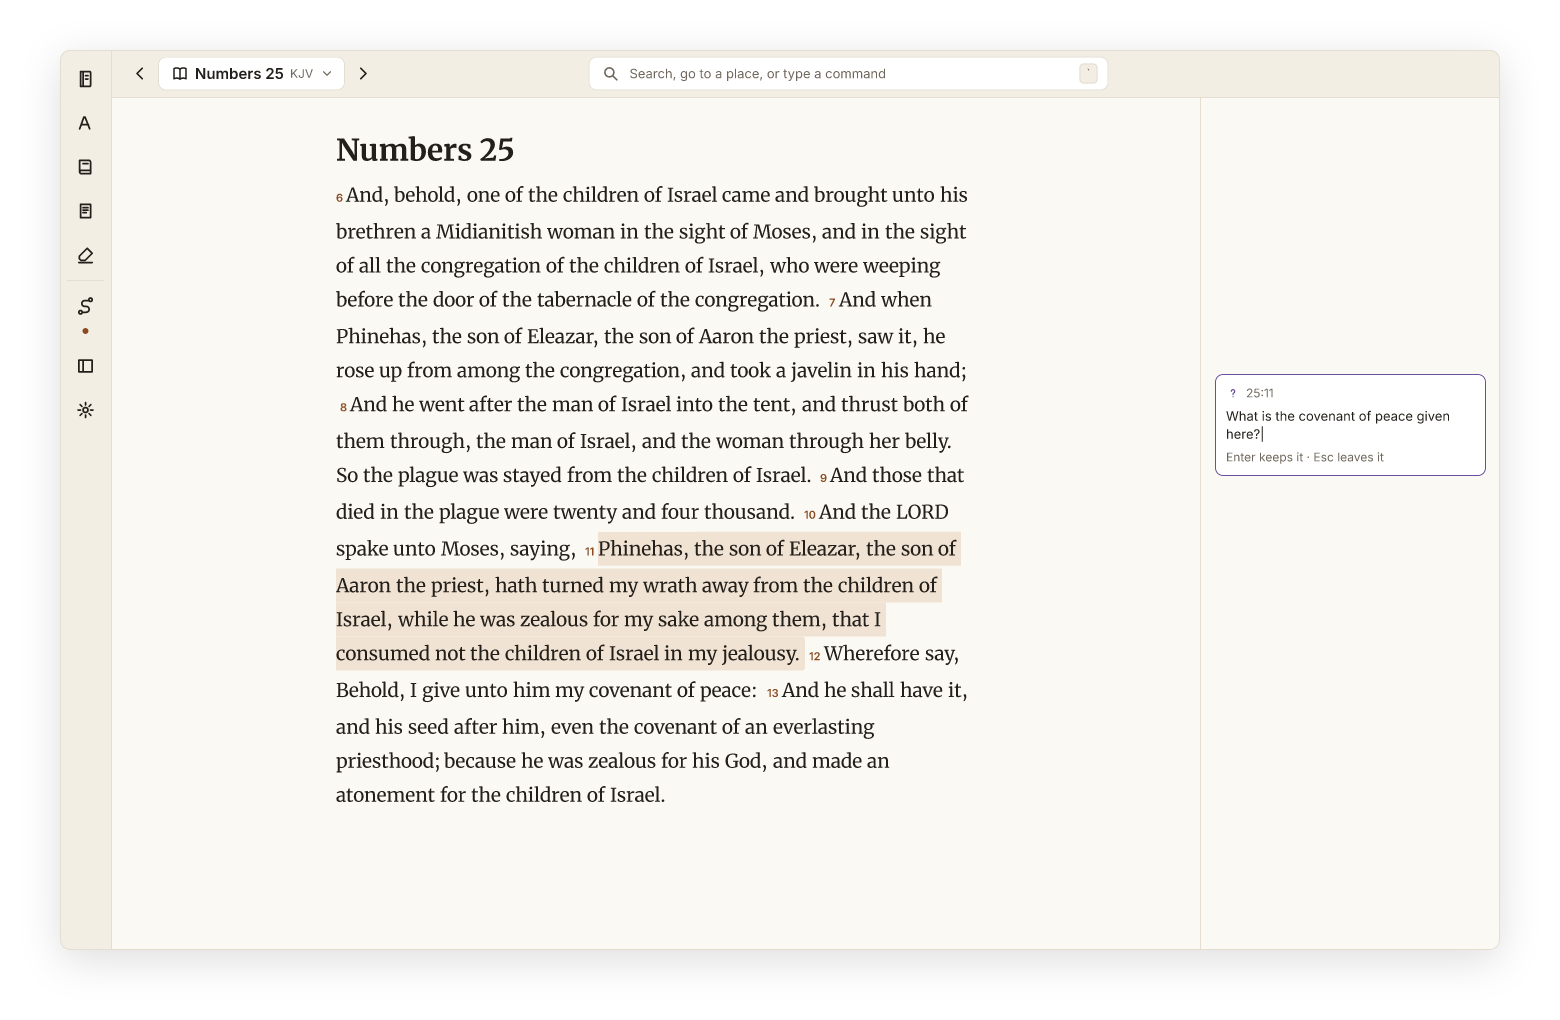 Numbers 25 KJV
Search, go to a place, or type a command
Numbers 25
6 And, behold, one of the children of Israel came and brought unto his
brethren a Midianitish woman in the sight of Moses, and in the sight
of all the congregation of the children of Israel, who were weeping
before the door of the tabernacle of the congregation. 7 And when
Phinehas, the son of Eleazar, the son of Aaron the priest, saw it, he
rose up from among the congregation, and took a javelin in his hand;
8 And he went after the man of Israel into the tent, and thrust both of
them through, the man of Israel, and the woman through her belly.
So the plague was stayed from the children of Israel. 9 And those that
died in the plague were twenty and four thousand. 10 And the LORD
spake unto Moses, saying, 11 Phinehas, the son of Eleazar, the son of
Aaron the priest, hath turned my wrath away from the children of
Israel, while he was zealous for my sake among them, that I
consumed not the children of Israel in my jealousy. 12 Wherefore say,
Behold, I give unto him my covenant of peace: 13 And he shall have it,
and his seed after him, even the covenant of an everlasting
priesthood; because he was zealous for his God, and made an
atonement for the children of Israel.
? 25:11
What is the covenant of peace given
here?
Enter keeps it · Esc leaves it